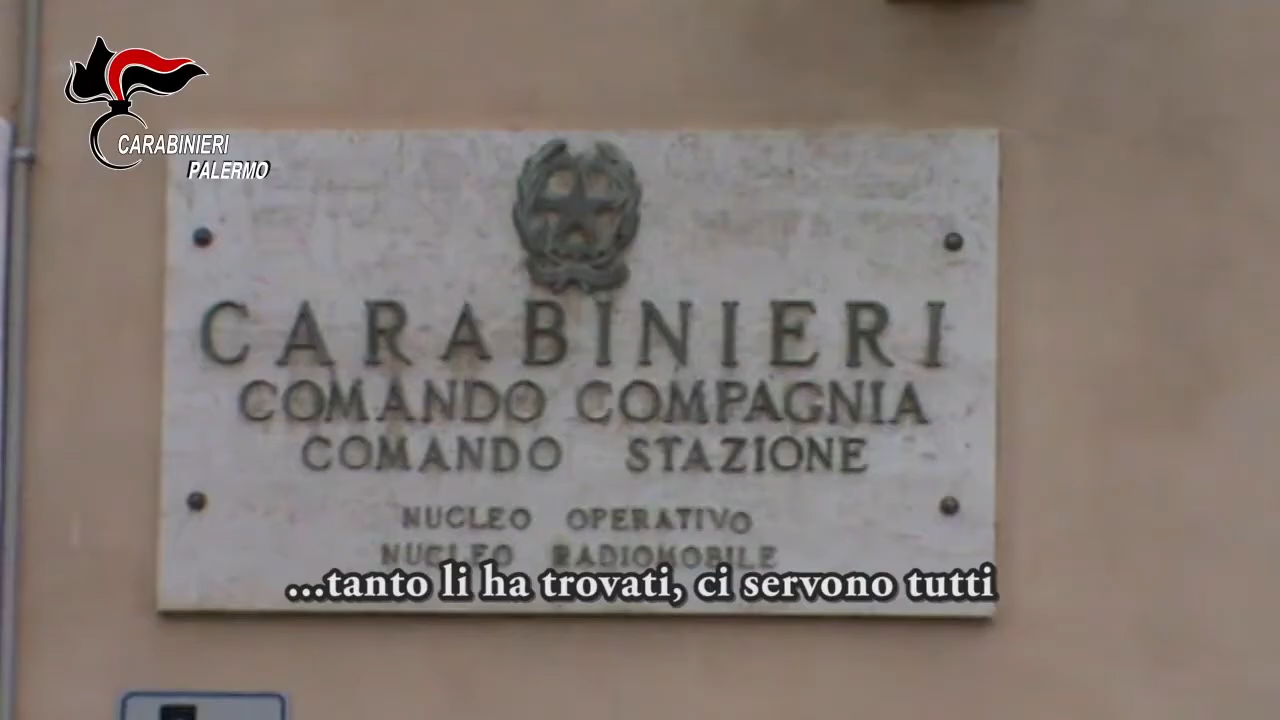 CARABINIERI
PALERMO
CARABINIERI
COMANDO COMPAGNIA
COMANDO STAZIONE
NUCLEO OPERATIVO
NUCLEO RADIOMOBILE
...tanto li ha trovati, ci servono tutti